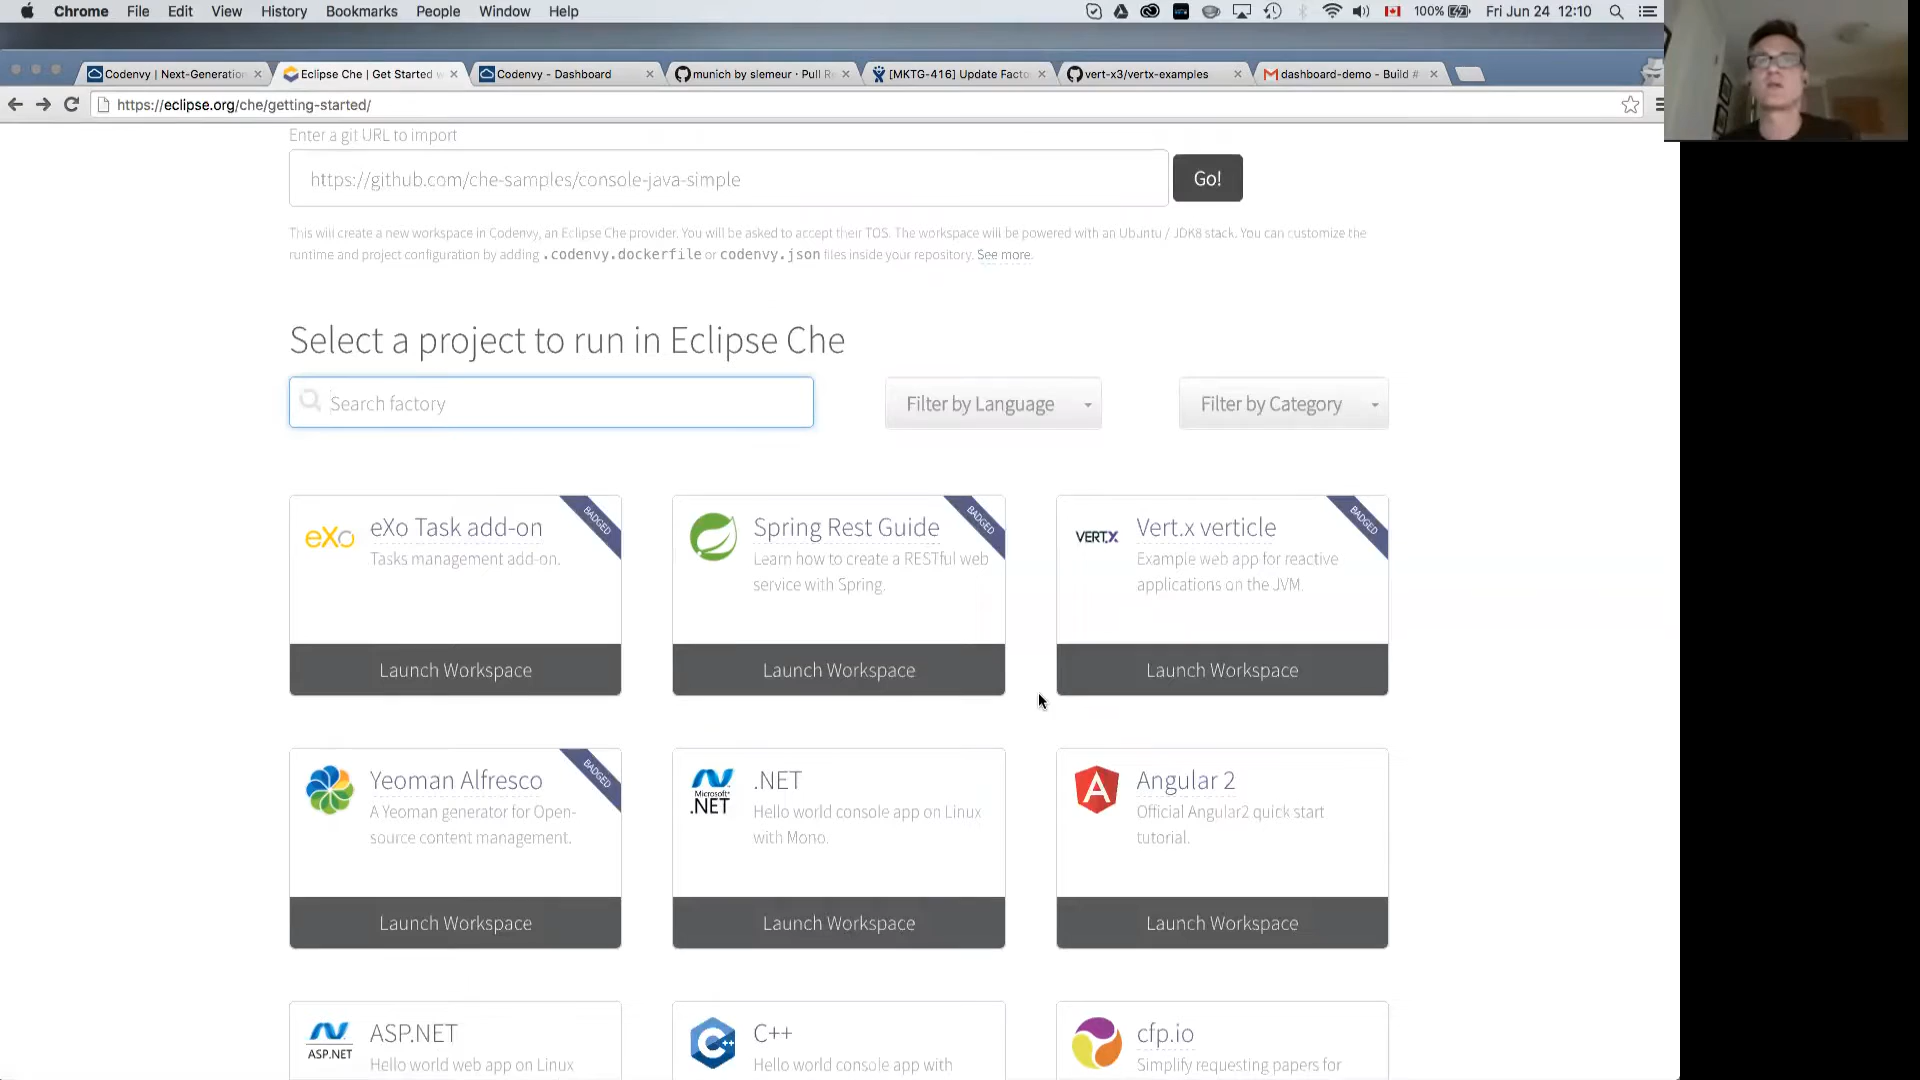 Chrome File Edit View History Bookmarks People Window Help 100% Fri Jun 24 12:10
Codenvy | Next-Generation Eclipse Che | Get Started w Codenvy - Dashboard munich by slemeur · Pull R [MKTG-416] Update Facto vert-x3/vertx-examples dashboard-demo - Build #
https://eclipse.org/che/getting-started/
Enter a git URL to import
https://github.com/che-samples/console-java-simple Go!
This will create a new workspace in Codenvy, an Eclipse Che provider. You will be asked to accept their TOS. The workspace will be powered with an Ubuntu / JDK8 stack. You can customize the
runtime and project configuration by adding .codenvy.dockerfile or codenvy.json files inside your repository. See more.
Select a project to run in Eclipse Che
Search factory Filter by Language Filter by Category
eXo
eXo Task add-on
Tasks management add-on.
BADGED
Launch Workspace
Spring Rest Guide
Learn how to create a RESTful web
service with Spring.
BADGED
Launch Workspace
VERT.X
Vert.x verticle
Example web app for reactive
applications on the JVM.
BADGED
Launch Workspace
Yeoman Alfresco
A Yeoman generator for Open-
source content management.
BADGED
Launch Workspace
Microsoft
.NET
.NET
Hello world console app on Linux
with Mono.
Launch Workspace
A
Angular 2
Official Angular2 quick start
tutorial.
Launch Workspace
ASP.NET
ASP.NET
Hello world web app on Linux
C++
C++
Hello world console app with
cfp.io
Simplify requesting papers for